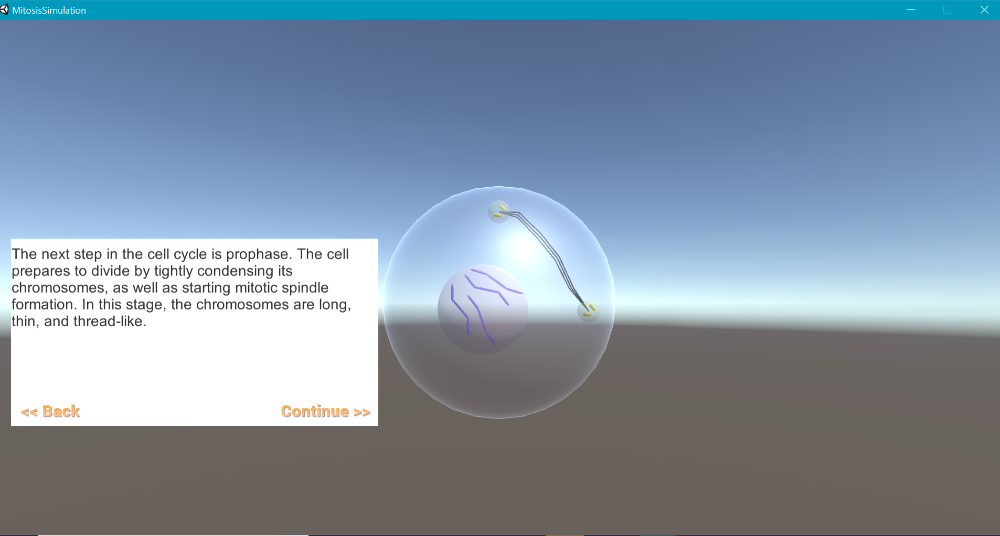 MitosisSimulation
The next step in the cell cycle is prophase. The cell
prepares to divide by tightly condensing its
chromosomes, as well as starting mitotic spindle
formation. In this stage, the chromosomes are long,
thin, and thread-like.
<< Back
Continue >>